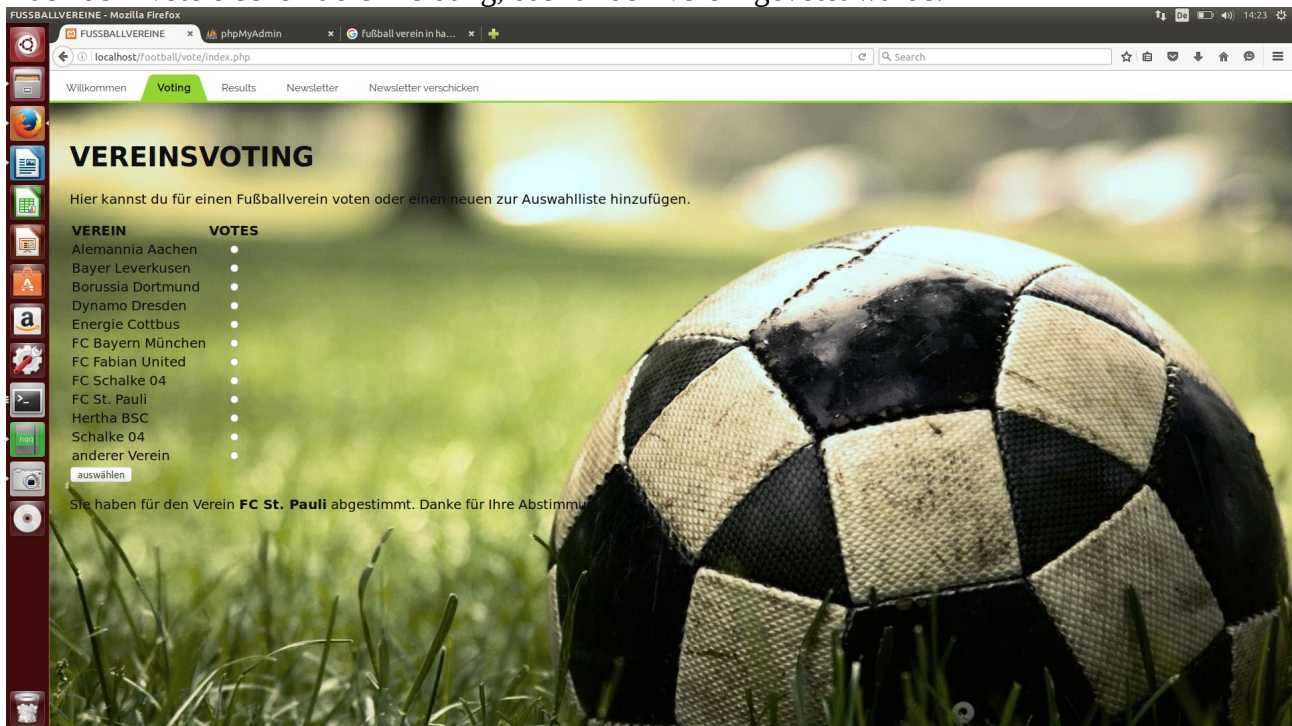 FUSSBALLVEREINE - Mozilla Firefox
De 14:23
FUSSBALLVEREINE × phpMyAdmin × fußball verein in ha... ×
localhost/football/vote/index.php Search
Willkommen Voting Results Newsletter Newsletter verschicken
VEREINSVOTING
Hier kannst du für einen Fußballverein voten oder einen neuen zur Auswahlliste hinzufügen.
VEREIN VOTES
Alemannia Aachen
Bayer Leverkusen
Borussia Dortmund
Dynamo Dresden
Energie Cottbus
FC Bayern München
FC Fabian United
FC Schalke 04
FC St. Pauli
Hertha BSC
Schalke 04
anderer Verein
auswählen
Sie haben für den Verein FC St. Pauli abgestimmt. Danke für Ihre Abstimmu